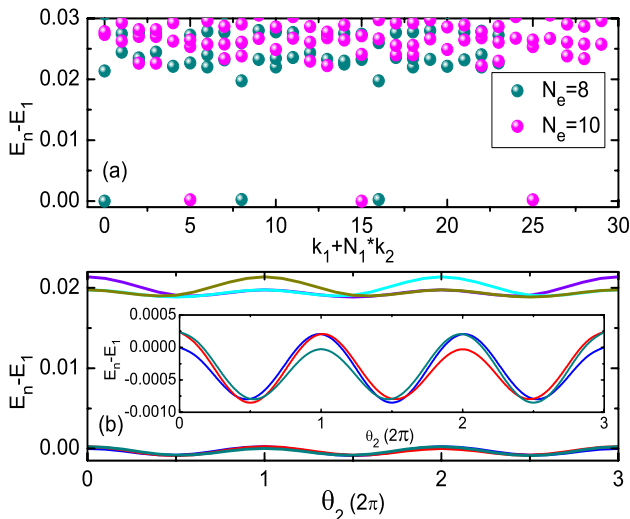 0.03
0.02
0.01
0.00
E_n-E_1
(a)
N_e=8
N_e=10
0 5 10 15 20 25 30
k_1+N_1*k_2
0.02
0.01
0.00
E_n-E_1
(b)
0.0005
0.0000
-0.0005
-0.0010
E_n-E_1
0 1 2 3
θ_2 (2π)
0 1 2 3
θ_2 (2π)